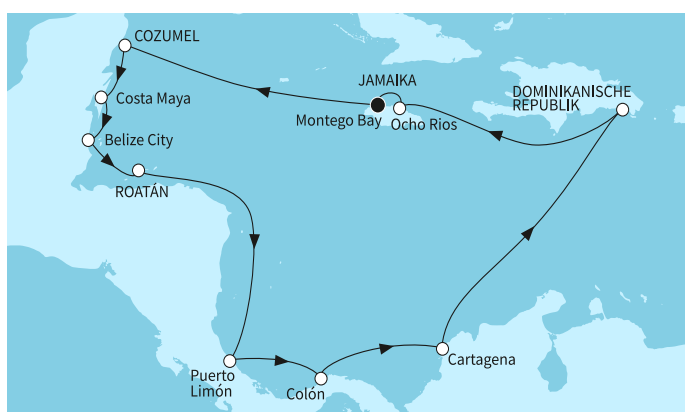 COZUMEL
JAMAIKA
DOMINIKANISCHE
REPUBLIK
Costa Maya
Montego Bay
Ocho Rios
Belize City
ROATÁN
Puerto
Limón
Colón
Cartagena